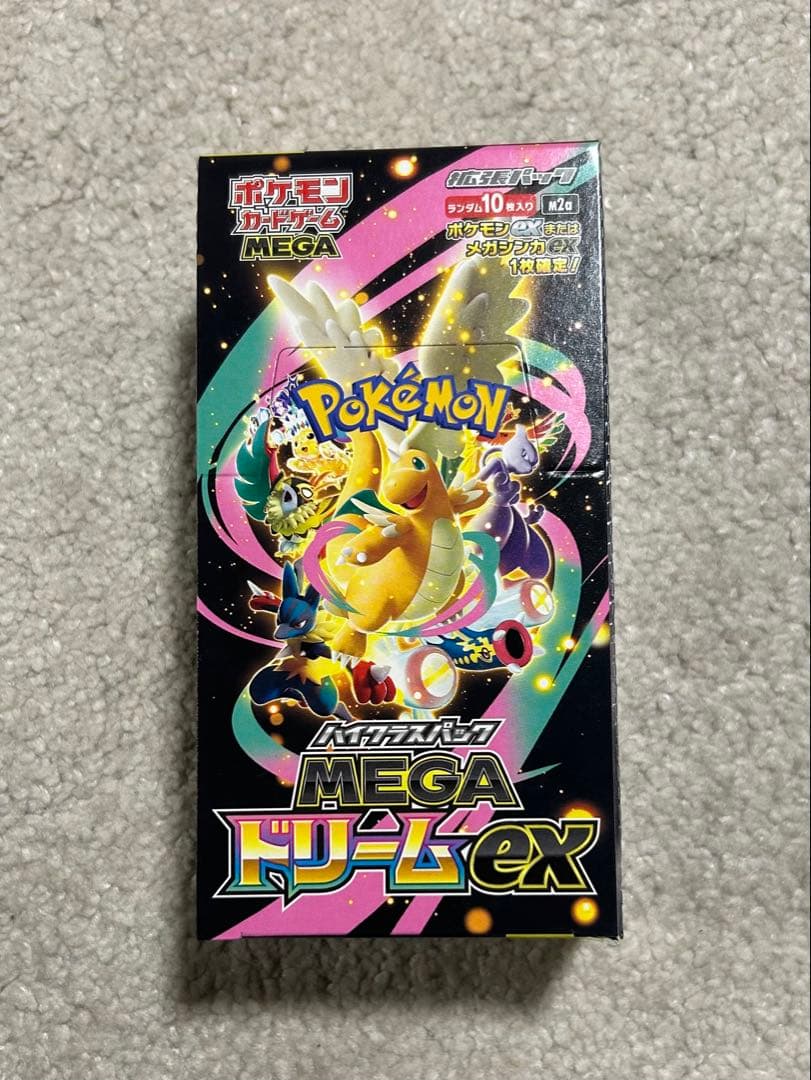 ポケモン
カードゲーム
MEGA
拡張パック
ランダム10枚入り M2a
ポケモンexまたは
メガシンカex
1枚確定!
POKéMON
ハイクラスパック
MEGA
ドリームex